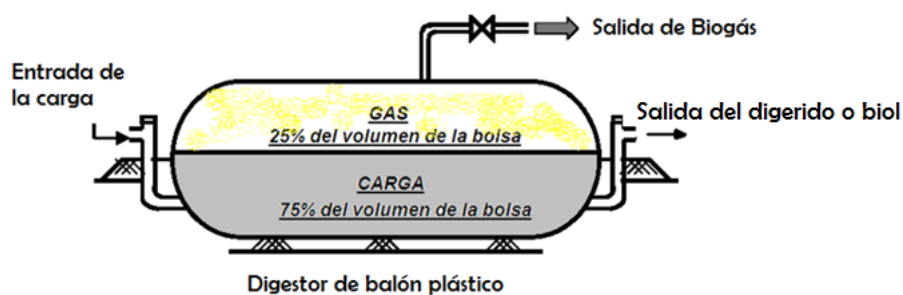 Salida de Biogás
Entrada de
la carga
GAS
25% del volumen de la bolsa
Salida del digerido o biol
CARGA
75% del volumen de la bolsa
Digestor de balón plástico